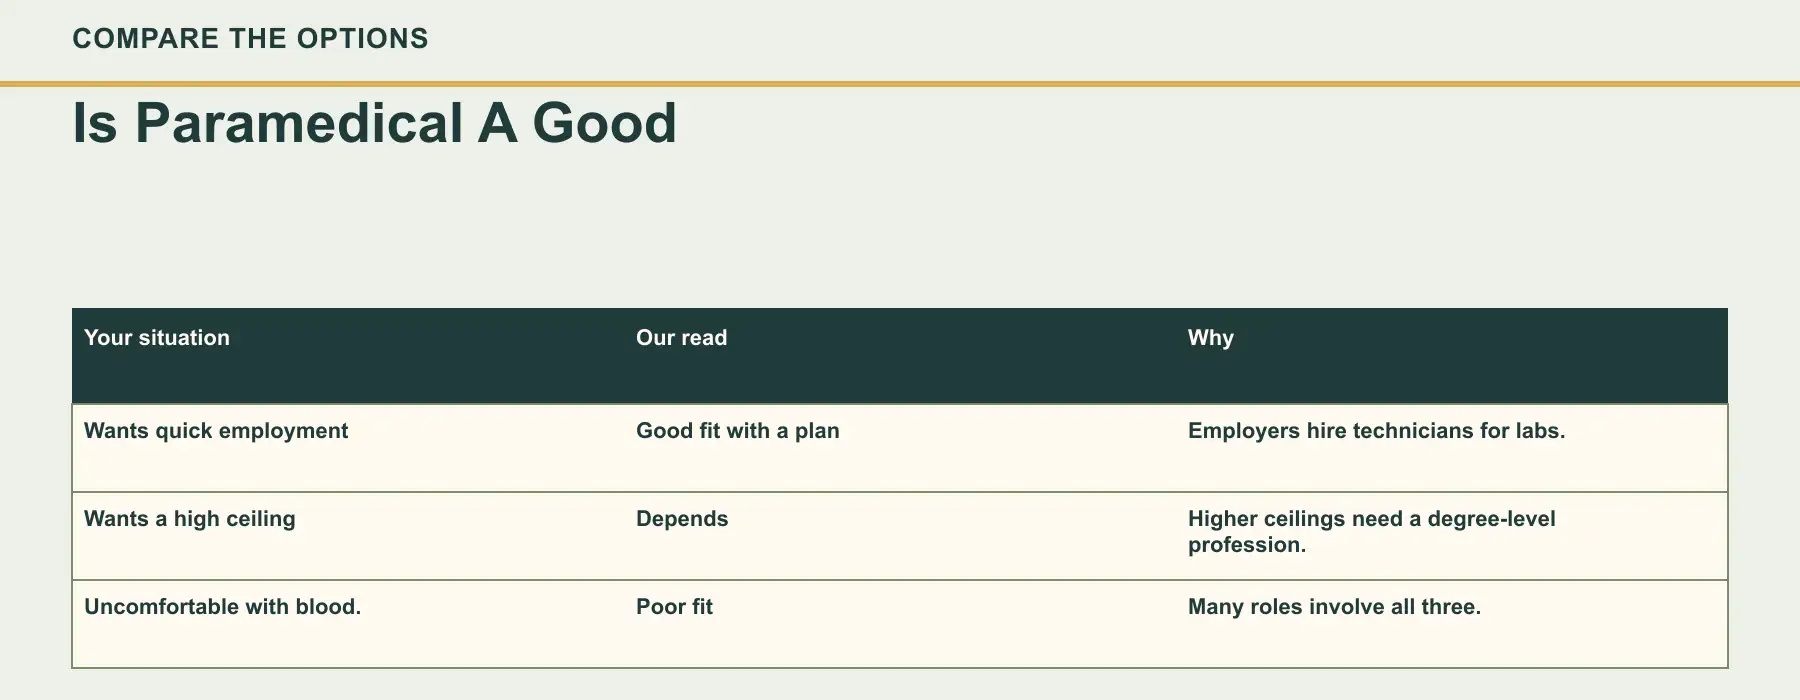 COMPARE THE OPTIONS
Is Paramedical A Good
Your situation Our read Why
Wants quick employment Good fit with a plan Employers hire technicians for labs.
Wants a high ceiling Depends Higher ceilings need a degree-level
profession.
Uncomfortable with blood. Poor fit Many roles involve all three.